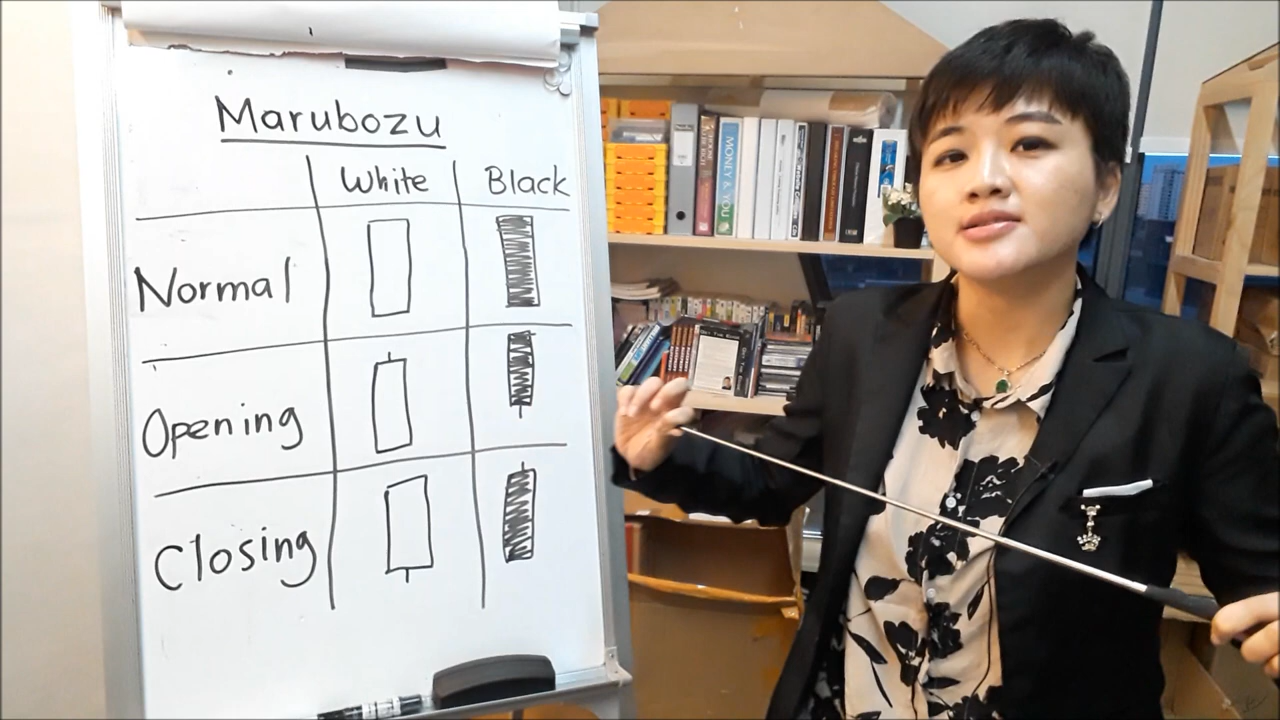 Marubozu
White Black
Normal
Opening
Closing
MONEY & YOU